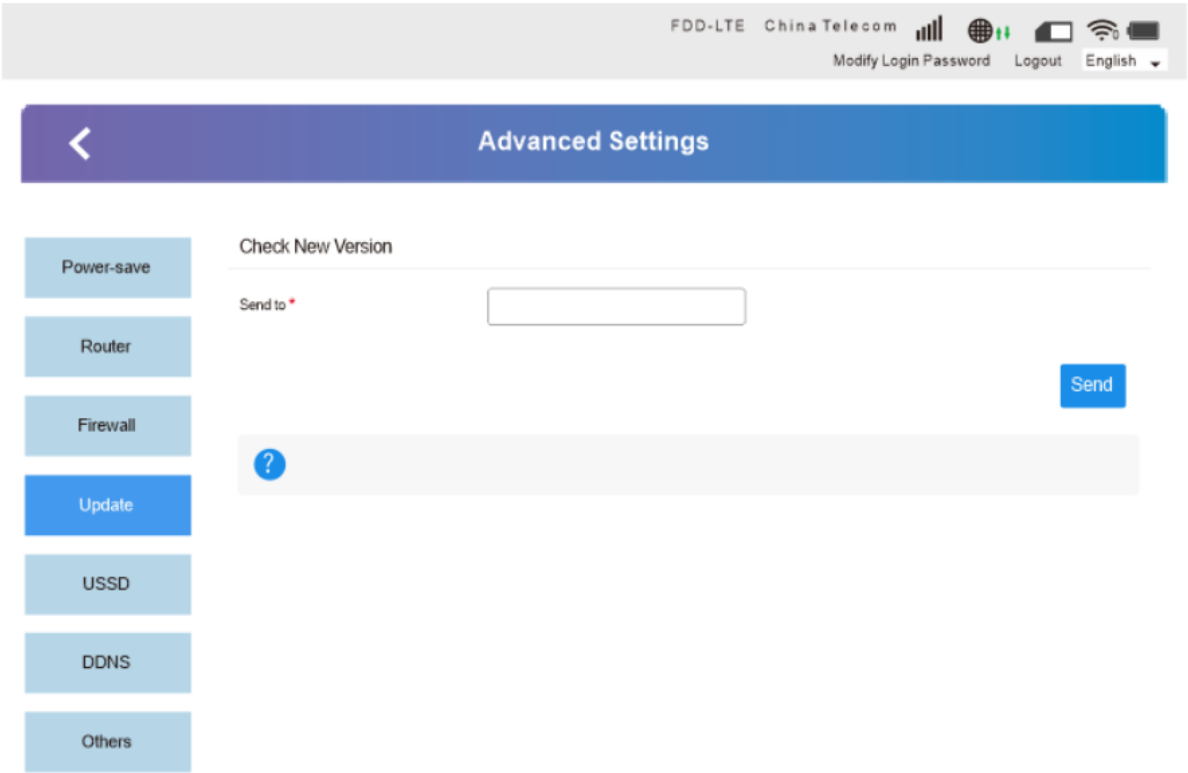 FDD-LTE China Telecom
Modify Login Password Logout English
Advanced Settings
Power-save
Router
Firewall
Update
USSD
DDNS
Others
Check New Version
Send to *
Send
?